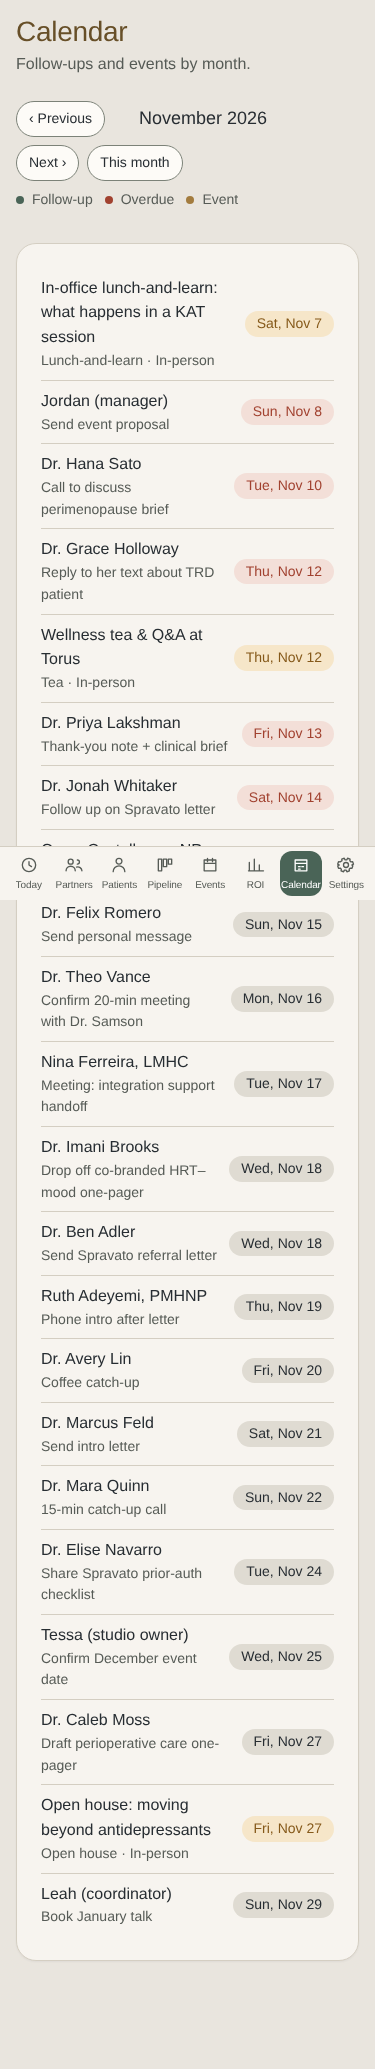 Calendar
Follow-ups and events by month.
‹ Previous
November 2026
Next ›
This month
Follow-up
Overdue
Event
In-office lunch-and-learn:
what happens in a KAT
session
Lunch-and-learn · In-person
Sat, Nov 7
Jordan (manager)
Send event proposal
Sun, Nov 8
Dr. Hana Sato
Call to discuss
perimenopause brief
Tue, Nov 10
Dr. Grace Holloway
Reply to her text about TRD
patient
Thu, Nov 12
Wellness tea & Q&A at
Torus
Tea · In-person
Thu, Nov 12
Dr. Priya Lakshman
Thank-you note + clinical brief
Fri, Nov 13
Dr. Jonah Whitaker
Follow up on Spravato letter
Sat, Nov 14
Today
Partners
Patients
Pipeline
Events
ROI
Calendar
Settings
Dr. Felix Romero
Send personal message
Sun, Nov 15
Dr. Theo Vance
Confirm 20-min meeting
with Dr. Samson
Mon, Nov 16
Nina Ferreira, LMHC
Meeting: integration support
handoff
Tue, Nov 17
Dr. Imani Brooks
Drop off co-branded HRT–
mood one-pager
Wed, Nov 18
Dr. Ben Adler
Send Spravato referral letter
Wed, Nov 18
Ruth Adeyemi, PMHNP
Phone intro after letter
Thu, Nov 19
Dr. Avery Lin
Coffee catch-up
Fri, Nov 20
Dr. Marcus Feld
Send intro letter
Sat, Nov 21
Dr. Mara Quinn
15-min catch-up call
Sun, Nov 22
Dr. Elise Navarro
Share Spravato prior-auth
checklist
Tue, Nov 24
Tessa (studio owner)
Confirm December event
date
Wed, Nov 25
Dr. Caleb Moss
Draft perioperative care one-
pager
Fri, Nov 27
Open house: moving
beyond antidepressants
Open house · In-person
Fri, Nov 27
Leah (coordinator)
Book January talk
Sun, Nov 29